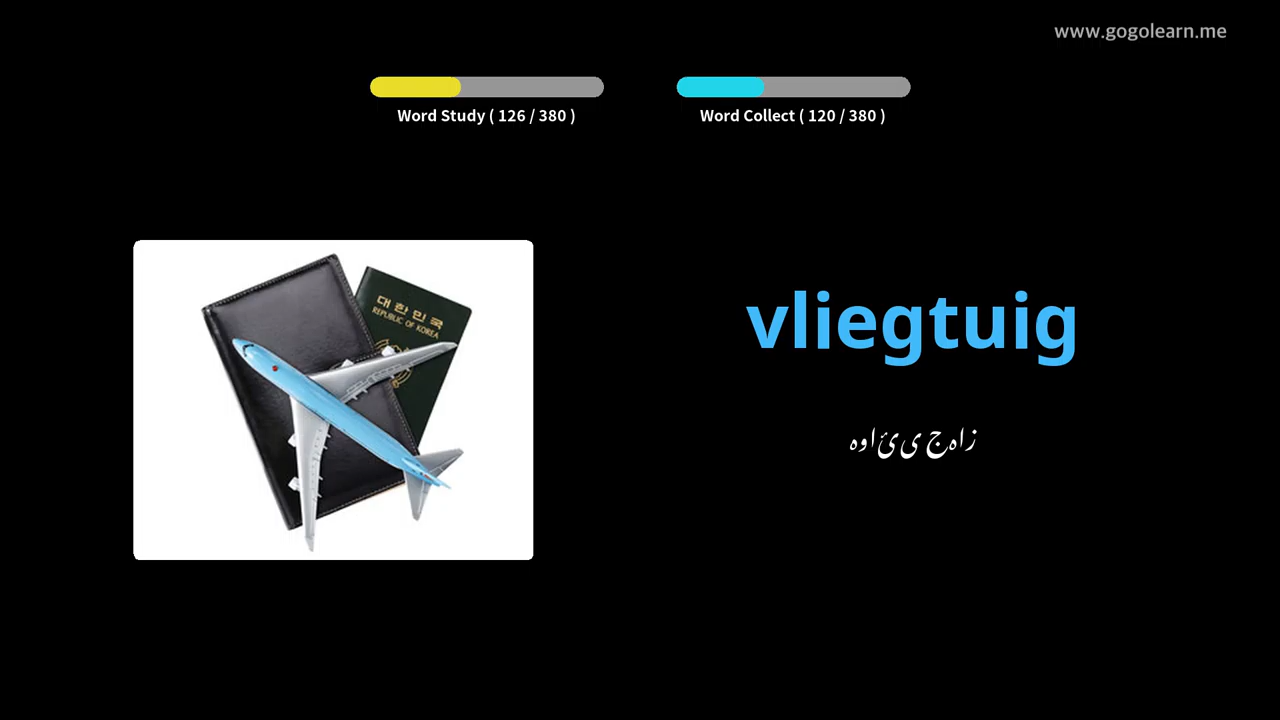 www.gogolearn.me
Word Study ( 126 / 380 )
Word Collect ( 120 / 380 )
대한민국
REPUBLIC OF KOREA
vliegtuig
ہوائی جہاز